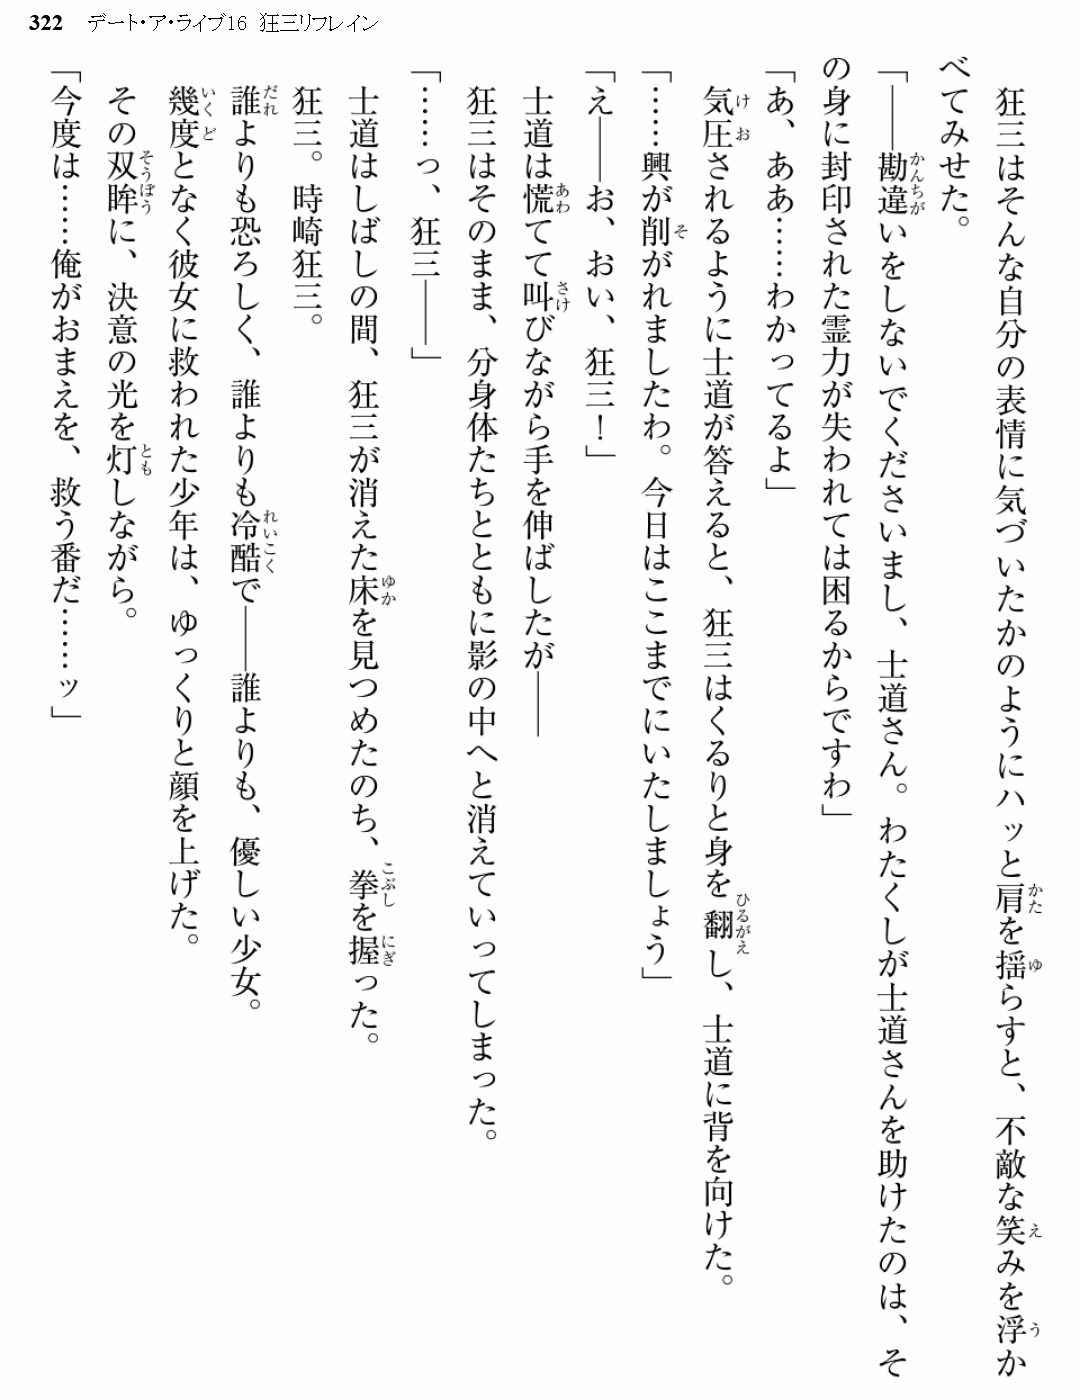 322 デート・ア・ライブ16 狂三リフレイン
狂三はそんな自分の表情に気づいたかのようにハッと肩を揺らすと、不敵な笑みを浮か
べてみせた。
「――勘違いをしないでくださいまし、士道さん。わたくしが士道さんを助けたのは、そ
の身に封印された霊力が失われては困るからですわ」
「あ、ああ……わかってるよ」
気圧されるように士道が答えると、狂三はくるりと身を翻し、士道に背を向けた。
「……興が削がれましたわ。今日はここまでにいたしましょう」
「え――お、おい、狂三！」
士道は慌てて叫びながら手を伸ばしたが――
狂三はそのまま、分身体たちとともに影の中へと消えていってしまった。
「……っ、狂三――」
士道はしばしの間、狂三が消えた床を見つめたのち、拳を握った。
狂三。時崎狂三。
誰よりも恐ろしく、誰よりも冷酷で――誰よりも、優しい少女。
幾度となく彼女に救われた少年は、ゆっくりと顔を上げた。
その双眸に、決意の光を灯しながら。
「今度は……俺がおまえを、救う番だ……ッ」